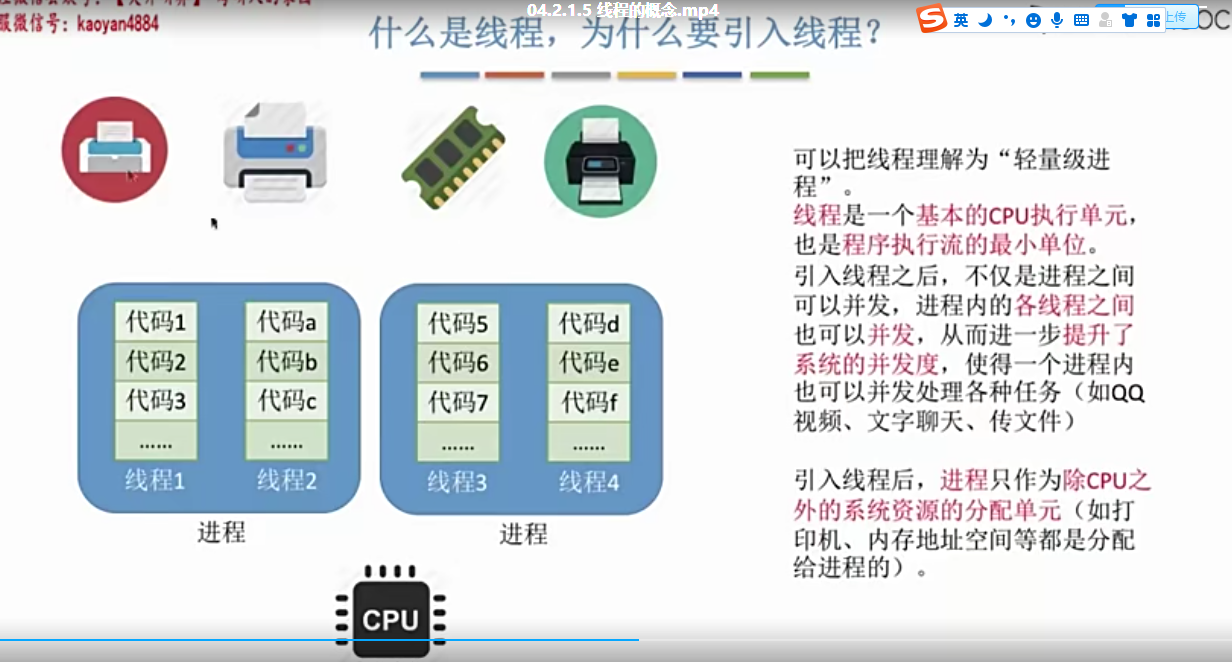 04.2.1.5 线程的概念.mp4
服微信号：kaoyan4884
英
上传
什么是线程，为什么要引入线程？
可以把线程理解为“轻量级进
程”。
线程是一个基本的CPU执行单元，
也是程序执行流的最小单位。
引入线程之后，不仅是进程之间
可以并发，进程内的各线程之间
也可以并发，从而进一步提升了
系统的并发度，使得一个进程内
也可以并发处理各种任务（如QQ
视频、文字聊天、传文件）
引入线程后，进程只作为除CPU之
外的系统资源的分配单元（如打
印机、内存地址空间等都是分配
给进程的）。
代码1
代码2
代码3
……
线程1
代码a
代码b
代码c
……
线程2
进程
代码5
代码6
代码7
……
线程3
代码d
代码e
代码f
……
线程4
进程
CPU